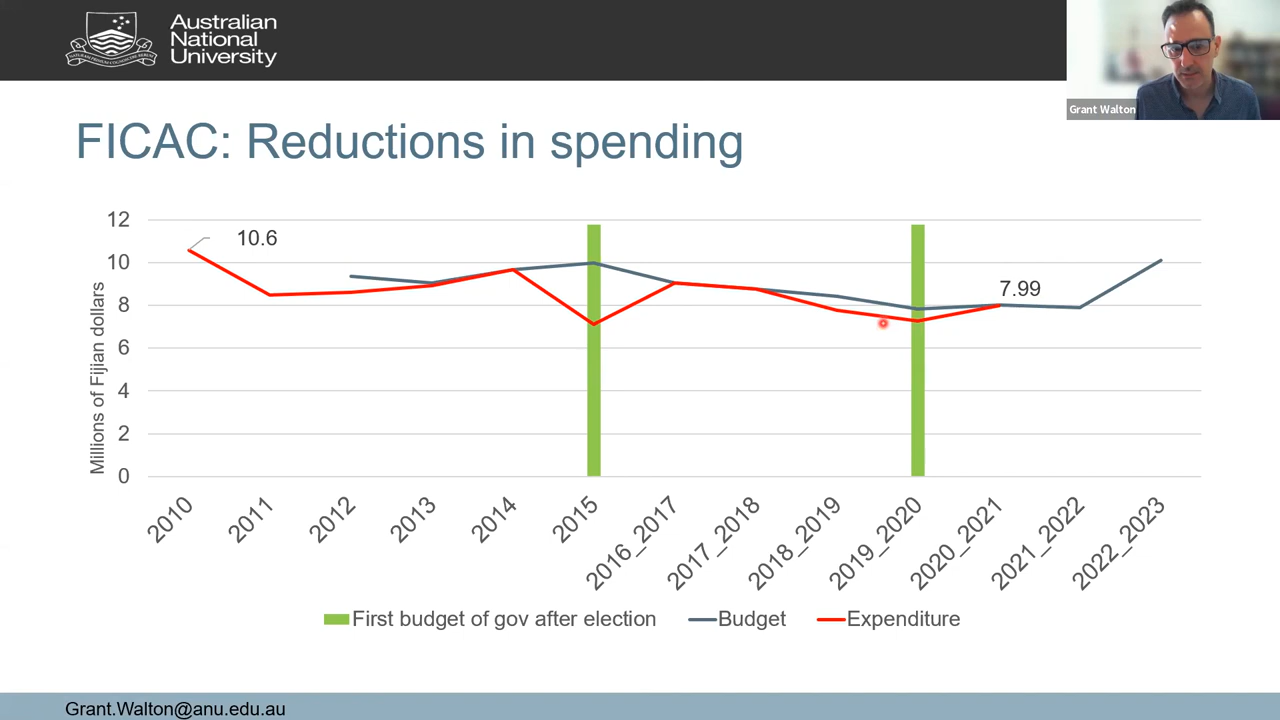 Australian
National
University
Grant Walton
FICAC: Reductions in spending
Millions of Fijian dollars
12
10
8
6
4
2
0
10.6
7.99
2010
2011
2012
2013
2014
2015
2016_2017
2017_2018
2018_2019
2019_2020
2020_2021
2021_2022
2022_2023
First budget of gov after election
Budget
Expenditure
Grant.Walton@anu.edu.au